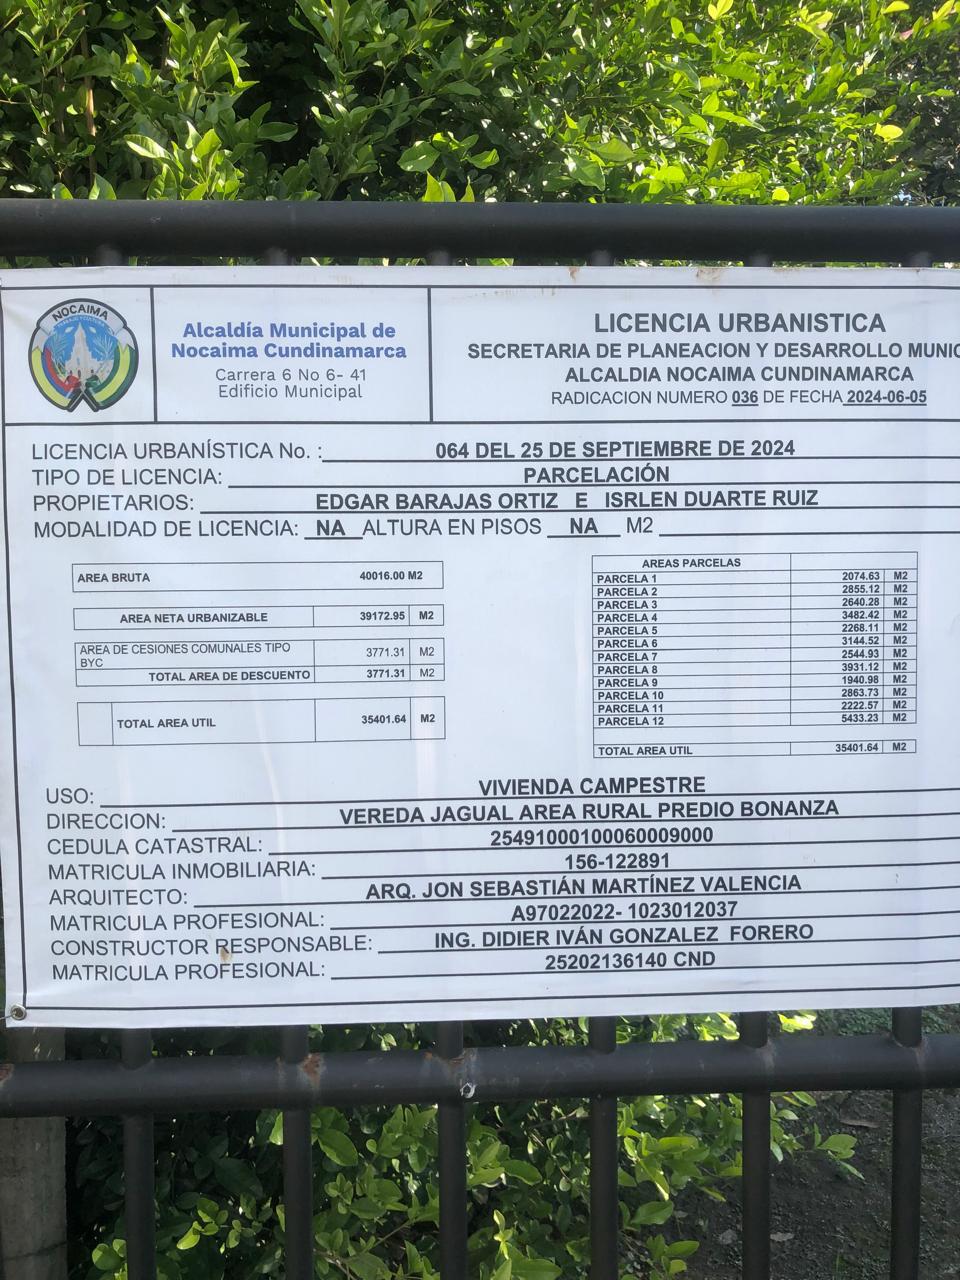 NOCAIMA
Alcaldía Municipal de
Nocaima Cundinamarca
Carrera 6 No 6- 41
Edificio Municipal
LICENCIA URBANISTICA
SECRETARIA DE PLANEACION Y DESARROLLO MUNIC
ALCALDIA NOCAIMA CUNDINAMARCA
RADICACION NUMERO 036 DE FECHA 2024-06-05
LICENCIA URBANÍSTICA No. : 064 DEL 25 DE SEPTIEMBRE DE 2024
TIPO DE LICENCIA: PARCELACIÓN
PROPIETARIOS: EDGAR BARAJAS ORTIZ E ISRLEN DUARTE RUIZ
MODALIDAD DE LICENCIA: NA ALTURA EN PISOS NA M2
AREA BRUTA 40016.00 M2
AREA NETA URBANIZABLE 39172.95 M2
AREA DE CESIONES COMUNALES TIPO
BYC 3771.31 M2
TOTAL AREA DE DESCUENTO 3771.31 M2
TOTAL AREA UTIL 35401.64 M2
AREAS PARCELAS
PARCELA 1 2074.63 M2
PARCELA 2 2855.12 M2
PARCELA 3 2640.28 M2
PARCELA 4 3482.42 M2
PARCELA 5 2268.11 M2
PARCELA 6 3144.52 M2
PARCELA 7 2544.93 M2
PARCELA 8 3931.12 M2
PARCELA 9 1940.98 M2
PARCELA 10 2863.73 M2
PARCELA 11 2222.57 M2
PARCELA 12 5433.23 M2
TOTAL AREA UTIL 35401.64 M2
USO: VIVIENDA CAMPESTRE
DIRECCION: VEREDA JAGUAL AREA RURAL PREDIO BONANZA
CEDULA CATASTRAL: 25491000100060009000
MATRICULA INMOBILIARIA: 156-122891
ARQUITECTO: ARQ. JON SEBASTIÁN MARTÍNEZ VALENCIA
MATRICULA PROFESIONAL: A97022022- 1023012037
CONSTRUCTOR RESPONSABLE: ING. DIDIER IVÁN GONZALEZ FORERO
MATRICULA PROFESIONAL: 25202136140 CND